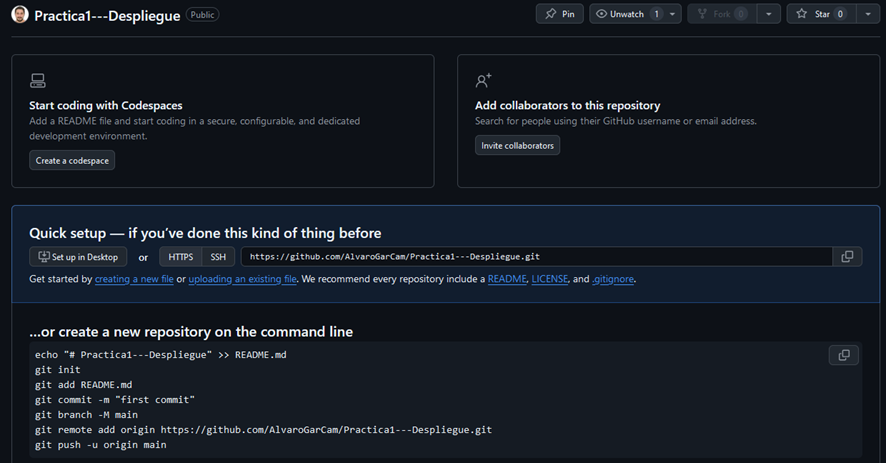 Practica1---Despliegue Public Pin Unwatch 1 Fork 0 Star 0
Start coding with Codespaces
Add a README file and start coding in a secure, configurable, and dedicated
development environment.
Create a codespace
Add collaborators to this repository
Search for people using their GitHub username or email address.
Invite collaborators
Quick setup — if you've done this kind of thing before
Set up in Desktop or HTTPS SSH https://github.com/AlvaroGarCam/Practica1---Despliegue.git
Get started by creating a new file or uploading an existing file. We recommend every repository include a README, LICENSE, and .gitignore.
...or create a new repository on the command line
echo "# Practica1---Despliegue" >> README.md
git init
git add README.md
git commit -m "first commit"
git branch -M main
git remote add origin https://github.com/AlvaroGarCam/Practica1---Despliegue.git
git push -u origin main